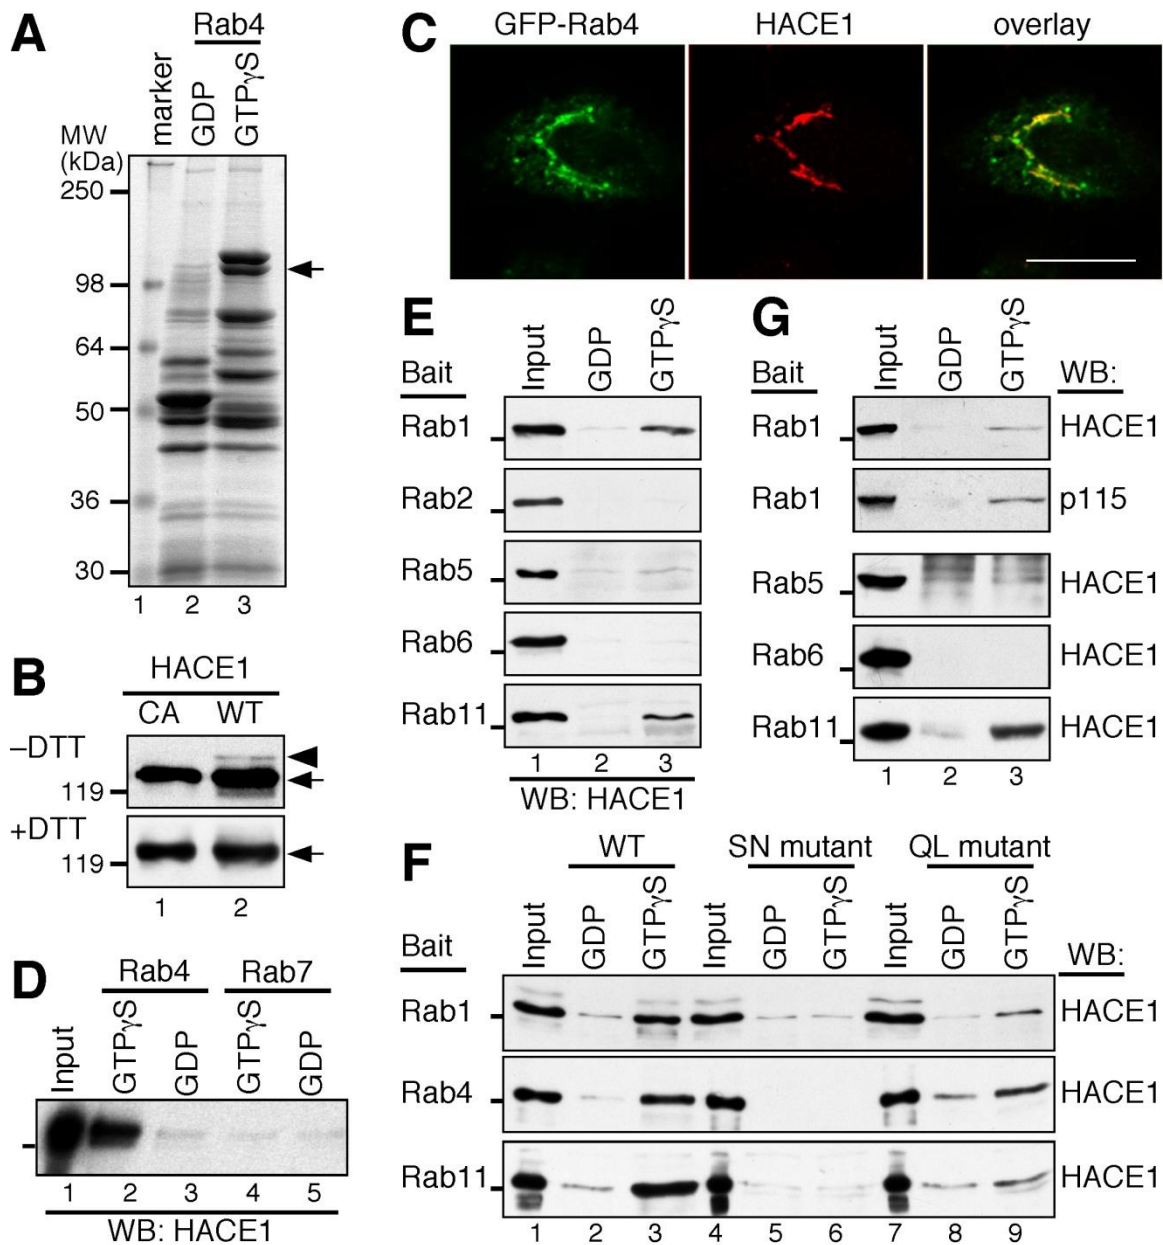 A
Rab4
marker
GDP
GTPγS
MW
(kDa)
250
98
64
50
36
30
1 2 3
B
HACE1
CA WT
–DTT
119
+DTT
119
1 2
C
GFP-Rab4 HACE1 overlay
D
Rab4 Rab7
Input GTPγS GDP GTPγS GDP
1 2 3 4 5
WB: HACE1
E
Bait Input GDP GTPγS
Rab1
Rab2
Rab5
Rab6
Rab11
1 2 3
WB: HACE1
G
Bait Input GDP GTPγS WB:
Rab1 HACE1
Rab1 p115
Rab5 HACE1
Rab6 HACE1
Rab11 HACE1
1 2 3
F
WT SN mutant QL mutant
Bait Input GDP GTPγS Input GDP GTPγS Input GDP GTPγS WB:
Rab1 HACE1
Rab4 HACE1
Rab11 HACE1
1 2 3 4 5 6 7 8 9